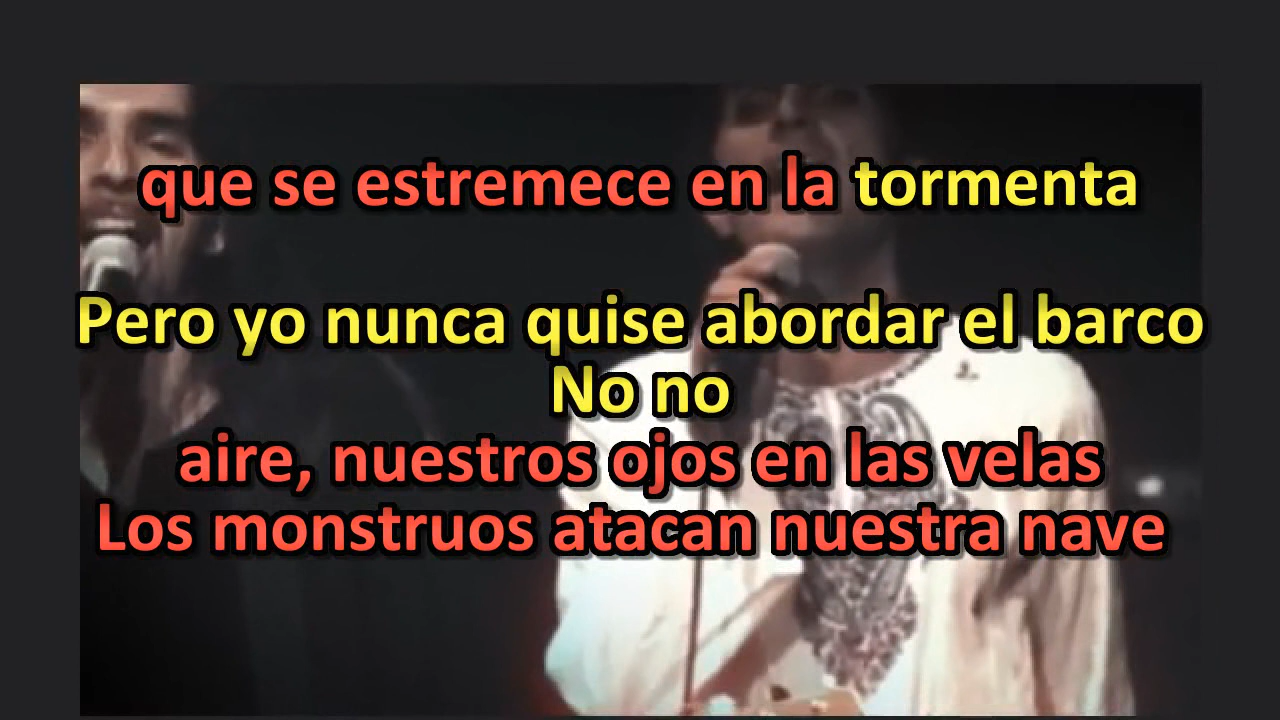 que se estremece en la tormenta
Pero yo nunca quise abordar el barco
No no
aire, nuestros ojos en las velas
Los monstruos atacan nuestra nave